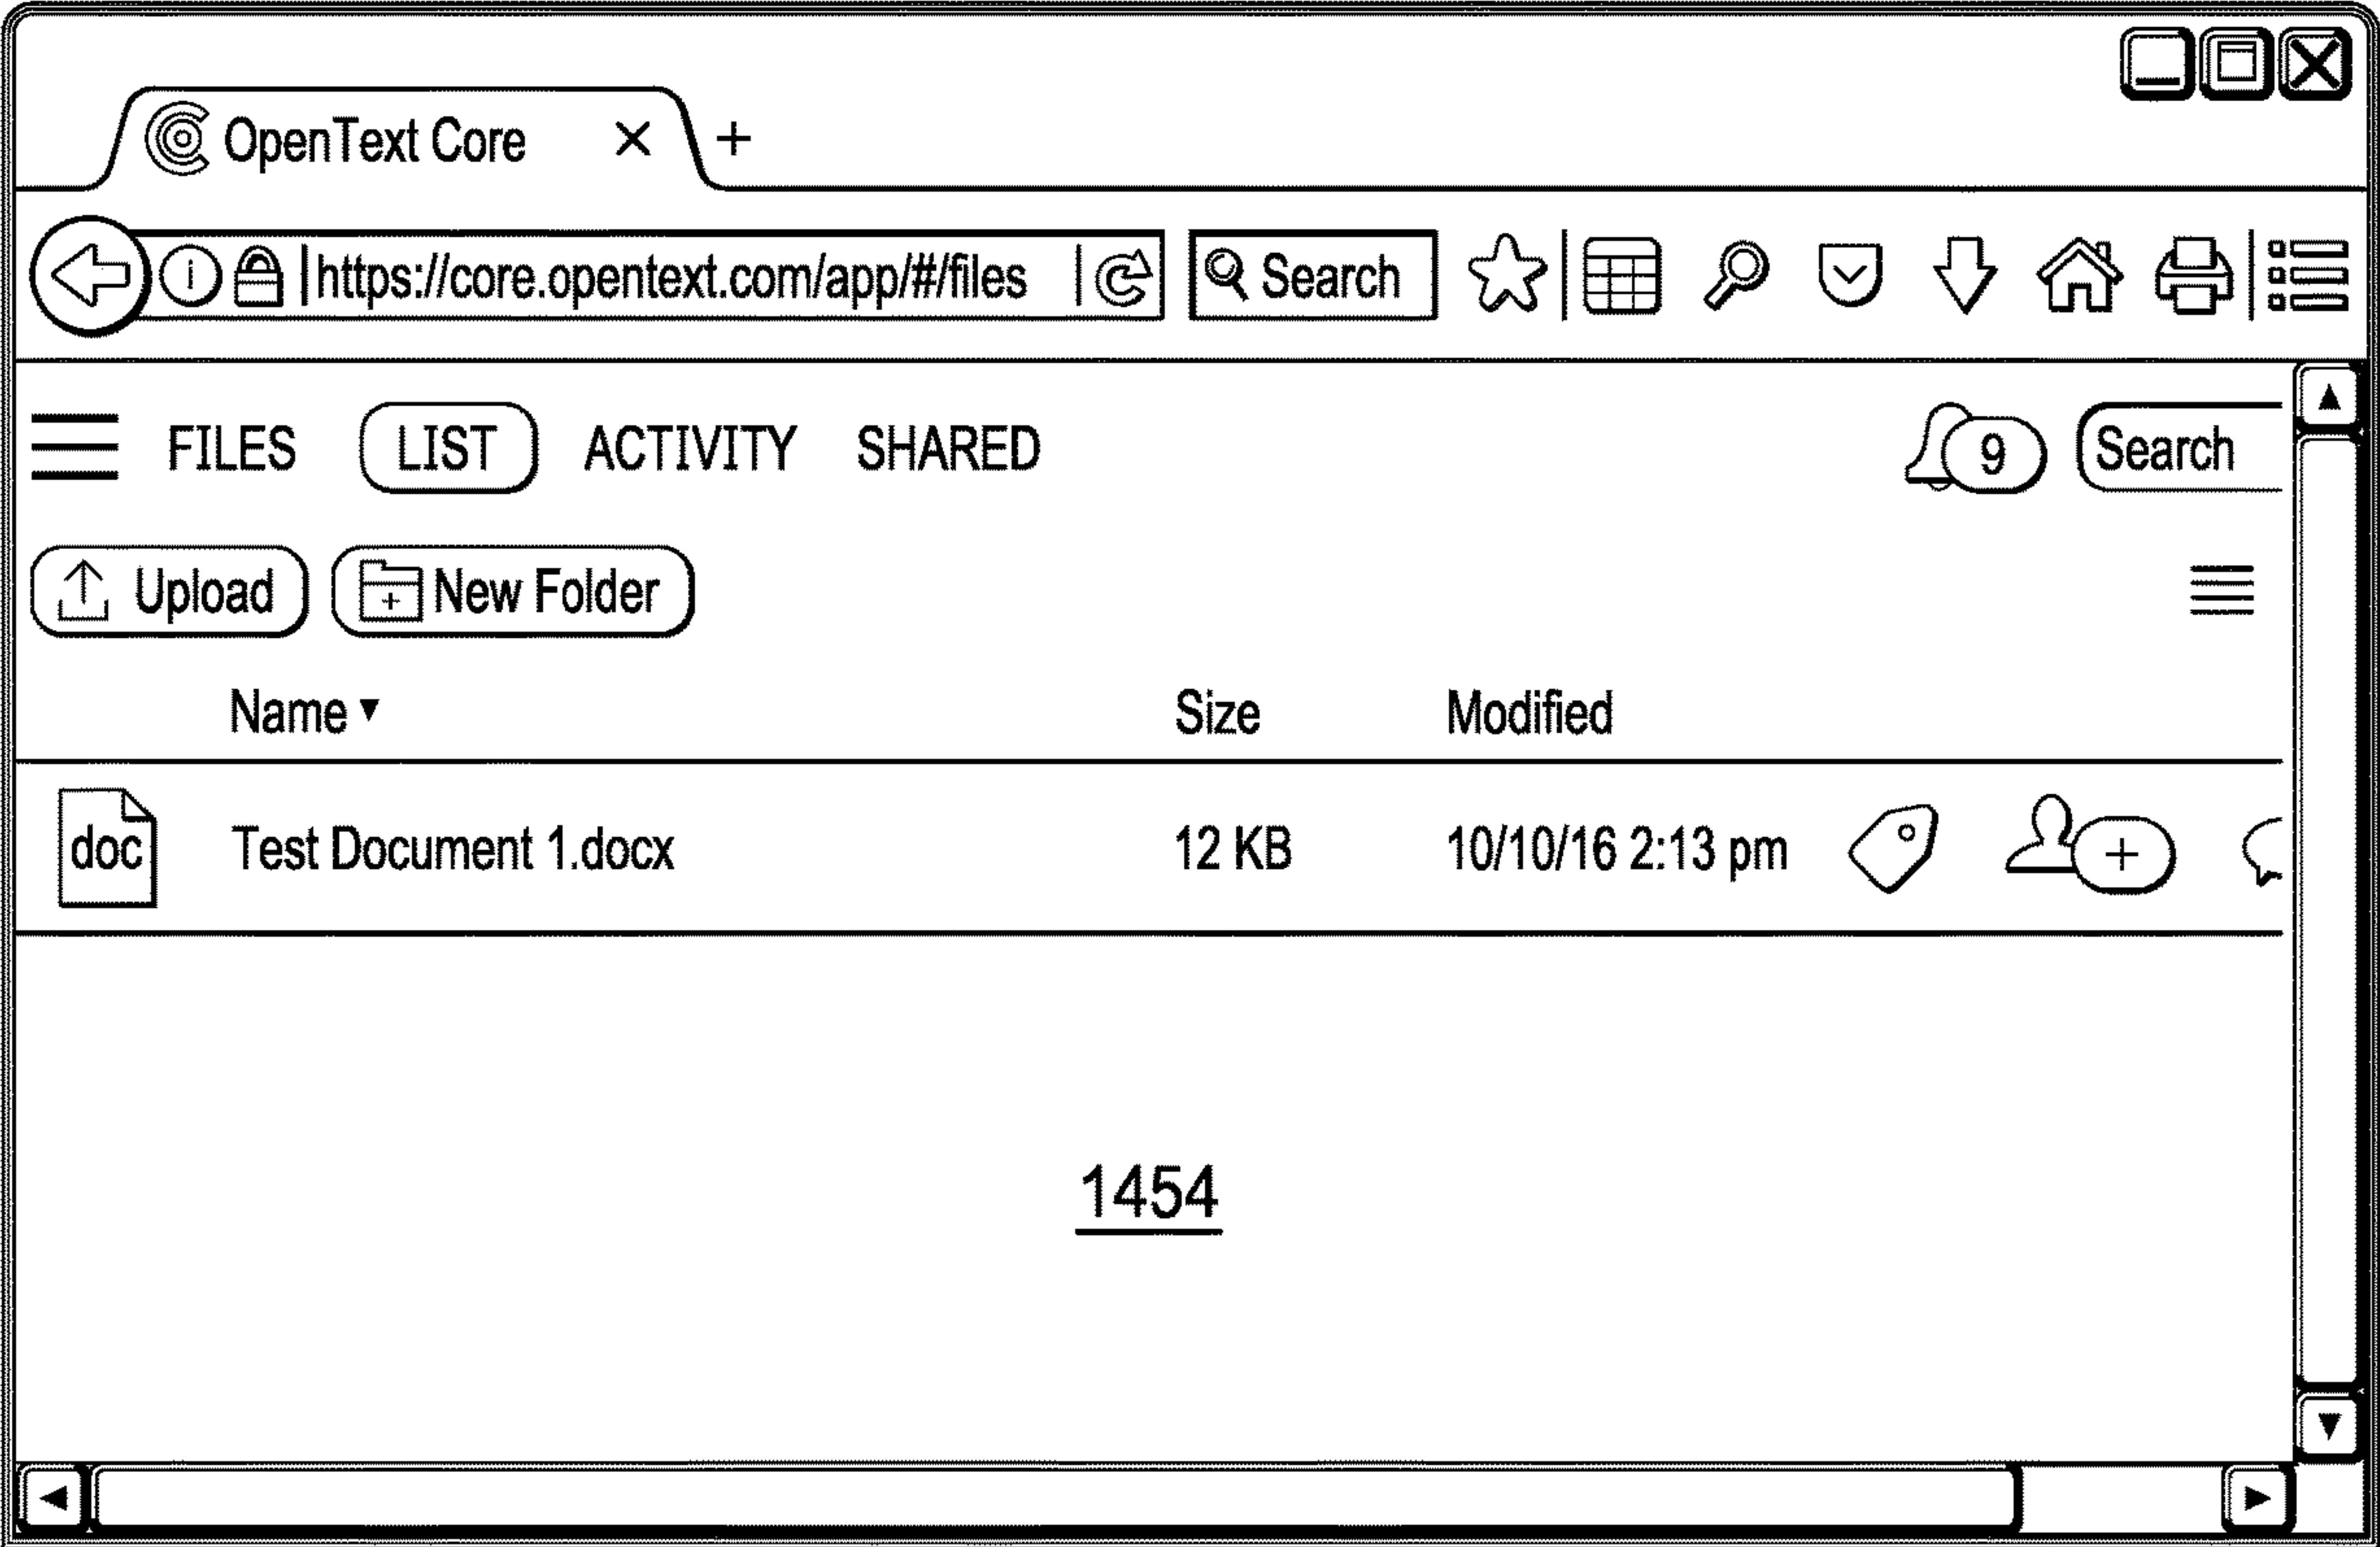 OpenText Core
https://core.opentext.com/app/#/files Search
FILES LIST ACTIVITY SHARED 9 Search
Upload New Folder
Name Size Modified
doc Test Document 1.docx 12 KB 10/10/16 2:13 pm
1454